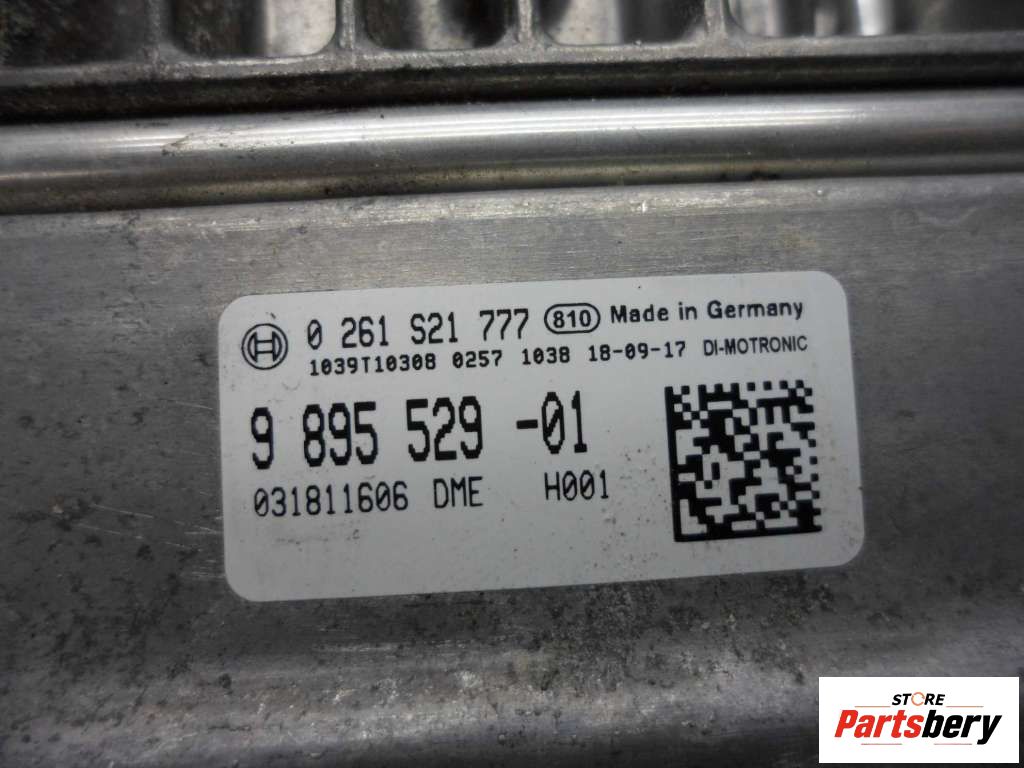 0 261 S21 777 810 Made in Germany
1039T10308 0257 1038 18-09-17 DI-MOTRONIC
9 895 529 -01
031811606 DME H001
STORE
Partsbery